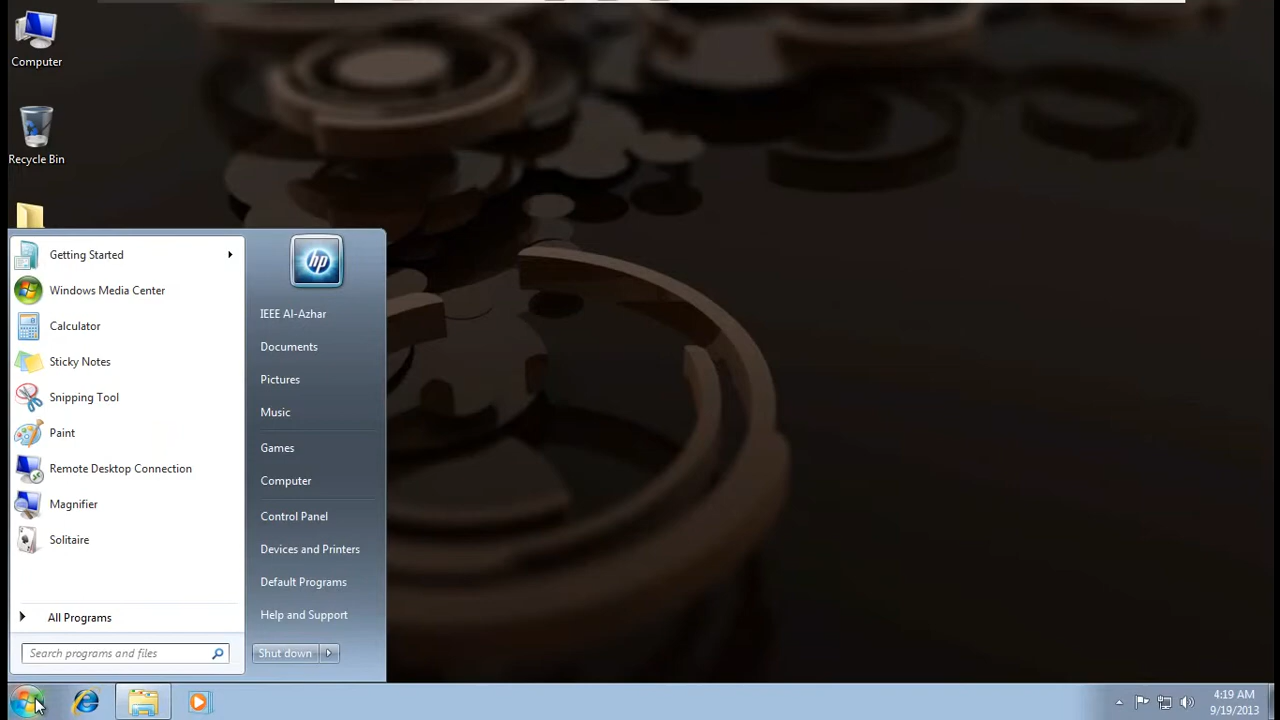 Computer
Recycle Bin
Getting Started
Windows Media Center
Calculator
Sticky Notes
Snipping Tool
Paint
Remote Desktop Connection
Magnifier
Solitaire
All Programs
Search programs and files
hp
IEEE Al-Azhar
Documents
Pictures
Music
Games
Computer
Control Panel
Devices and Printers
Default Programs
Help and Support
Shut down
4:19 AM
9/19/2013